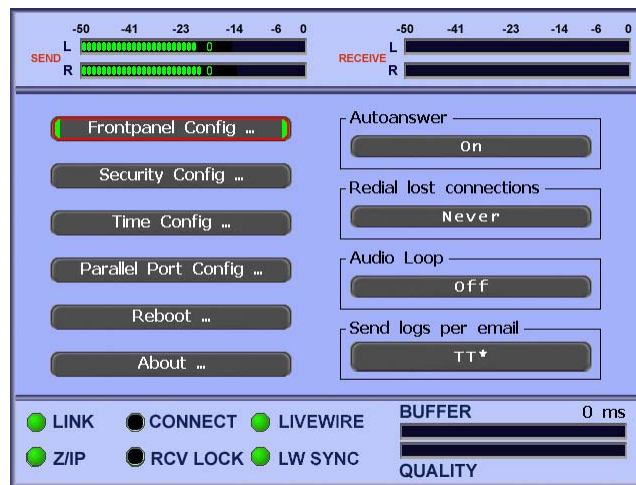 -50 -41 -23 -14 -6 0
-50 -41 -23 -14 -6 0
SEND
L
0
R
0
RECEIVE
L
R
Frontpanel Config ...
Security Config ...
Time Config ...
Parallel Port Config ...
Reboot ...
About ...
Autoanswer
On
Redial lost connections
Never
Audio Loop
Off
Send logs per email
TT*
LINK
CONNECT
LIVEWIRE
Z/IP
RCV LOCK
LW SYNC
BUFFER 0 ms
QUALITY